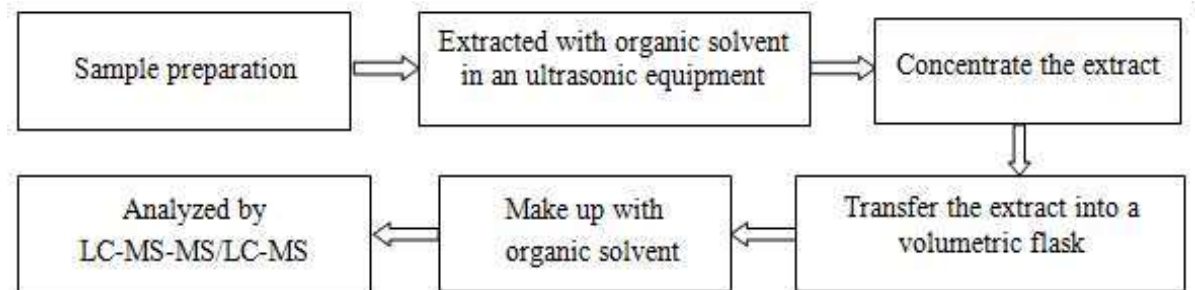 Sample preparation
Extracted with organic solvent
in an ultrasonic equipment
Concentrate the extract
Transfer the extract into a
volumetric flask
Make up with
organic solvent
Analyzed by
LC-MS-MS/LC-MS